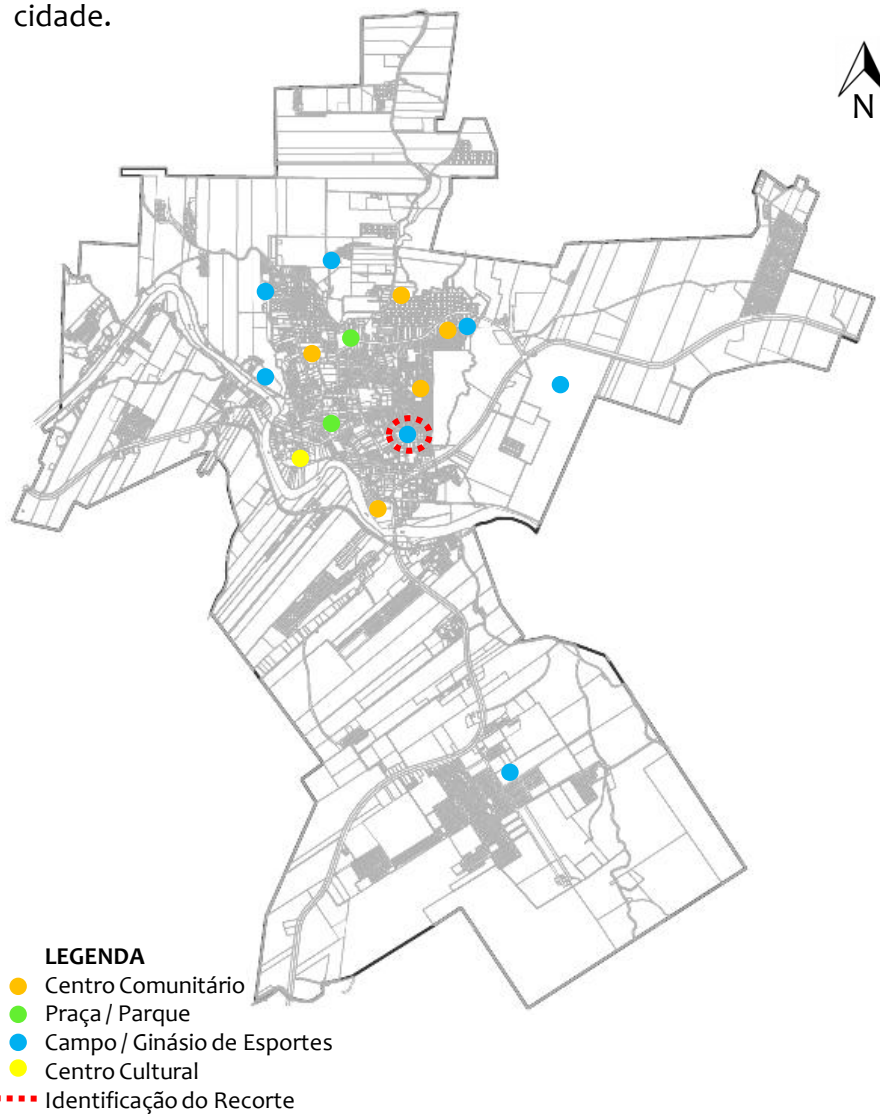 cidade.
N
LEGENDA
Centro Comunitário
Praça / Parque
Campo / Ginásio de Esportes
Centro Cultural
Identificação do Recorte